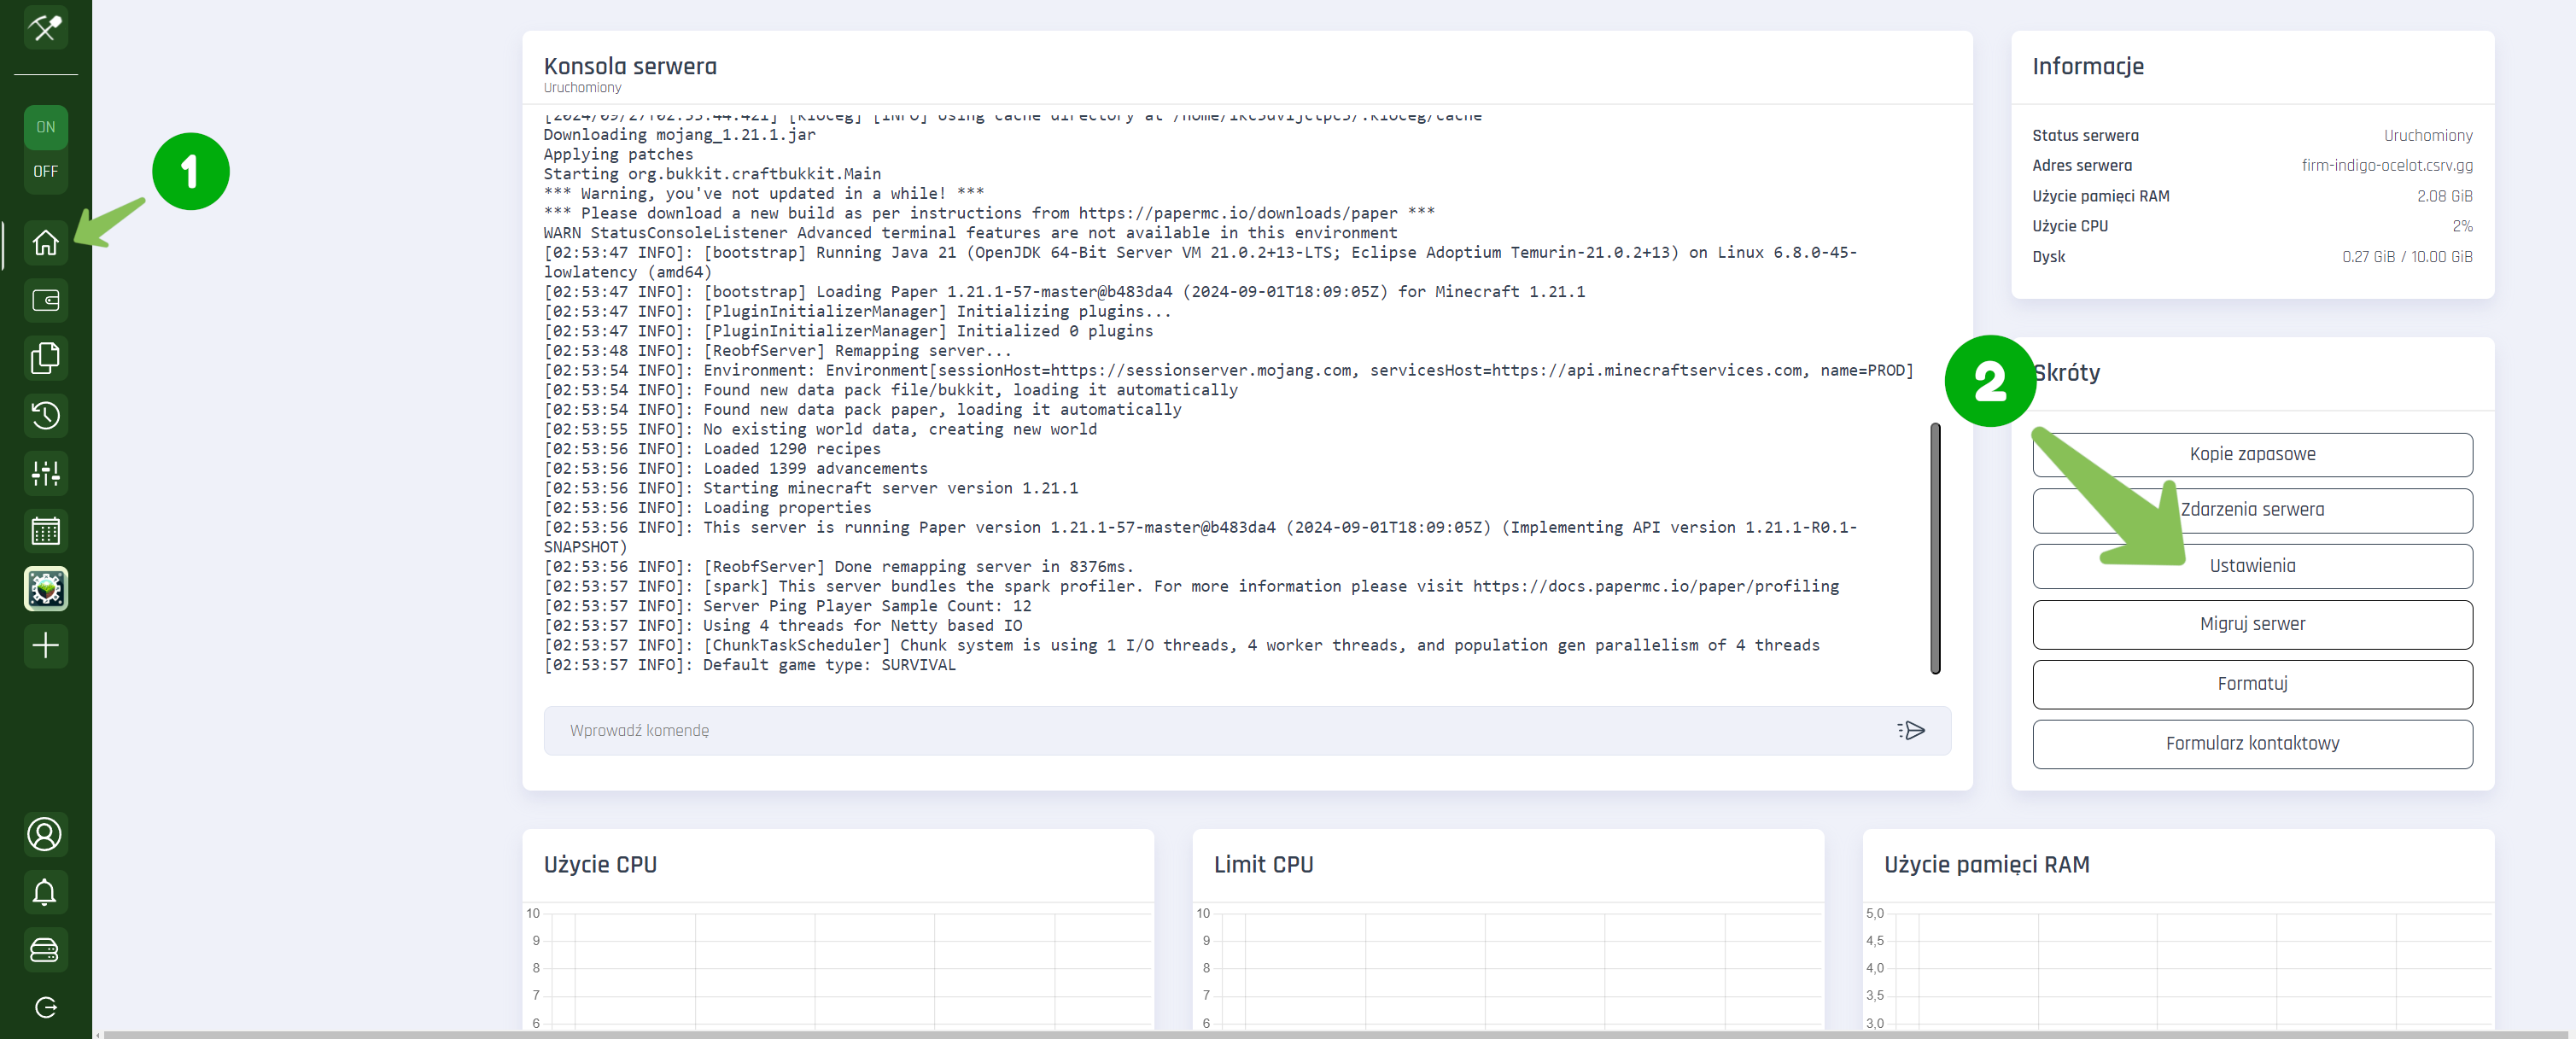 ON
OFF
1
Konsola serwera
Uruchomiony
Downloading mojang_1.21.1.jar
Applying patches
Starting org.bukkit.craftbukkit.Main
*** Warning, you've not updated in a while! ***
*** Please download a new build as per instructions from https://papermc.io/downloads/paper ***
WARN StatusConsoleListener Advanced terminal features are not available in this environment
[02:53:47 INFO]: [bootstrap] Running Java 21 (OpenJDK 64-Bit Server VM 21.0.2+13-LTS; Eclipse Adoptium Temurin-21.0.2+13) on Linux 6.8.0-45-
lowlatency (amd64)
[02:53:47 INFO]: [bootstrap] Loading Paper 1.21.1-57-master@b483da4 (2024-09-01T18:09:05Z) for Minecraft 1.21.1
[02:53:47 INFO]: [PluginInitializerManager] Initializing plugins...
[02:53:47 INFO]: [PluginInitializerManager] Initialized 0 plugins
[02:53:48 INFO]: [ReobfServer] Remapping server...
[02:53:54 INFO]: Environment: Environment[sessionHost=https://sessionserver.mojang.com, servicesHost=https://api.minecraftservices.com, name=PROD]
[02:53:54 INFO]: Found new data pack file/bukkit, loading it automatically
[02:53:54 INFO]: Found new data pack paper, loading it automatically
[02:53:55 INFO]: No existing world data, creating new world
[02:53:56 INFO]: Loaded 1290 recipes
[02:53:56 INFO]: Loaded 1399 advancements
[02:53:56 INFO]: Starting minecraft server version 1.21.1
[02:53:56 INFO]: Loading properties
[02:53:56 INFO]: This server is running Paper version 1.21.1-57-master@b483da4 (2024-09-01T18:09:05Z) (Implementing API version 1.21.1-R0.1-
SNAPSHOT)
[02:53:56 INFO]: [ReobfServer] Done remapping server in 8376ms.
[02:53:57 INFO]: [spark] This server bundles the spark profiler. For more information please visit https://docs.papermc.io/paper/profiling
[02:53:57 INFO]: Server Ping Player Sample Count: 12
[02:53:57 INFO]: Using 4 threads for Netty based IO
[02:53:57 INFO]: [ChunkTaskScheduler] Chunk system is using 1 I/O threads, 4 worker threads, and population gen parallelism of 4 threads
[02:53:57 INFO]: Default game type: SURVIVAL
Wprowadź komendę
Informacje
Status serwera Uruchomiony
Adres serwera firm-indigo-ocelot.csrv.gg
Użycie pamięci RAM 2.08 GiB
Użycie CPU 2%
Dysk 0.27 GiB / 10.00 GiB
2
Skróty
Kopie zapasowe
Zdarzenia serwera
Ustawienia
Migruj serwer
Formatuj
Formularz kontaktowy
Użycie CPU
10
9
8
7
6
Limit CPU
10
9
8
7
6
Użycie pamięci RAM
5,0
4,5
4,0
3,5
3,0